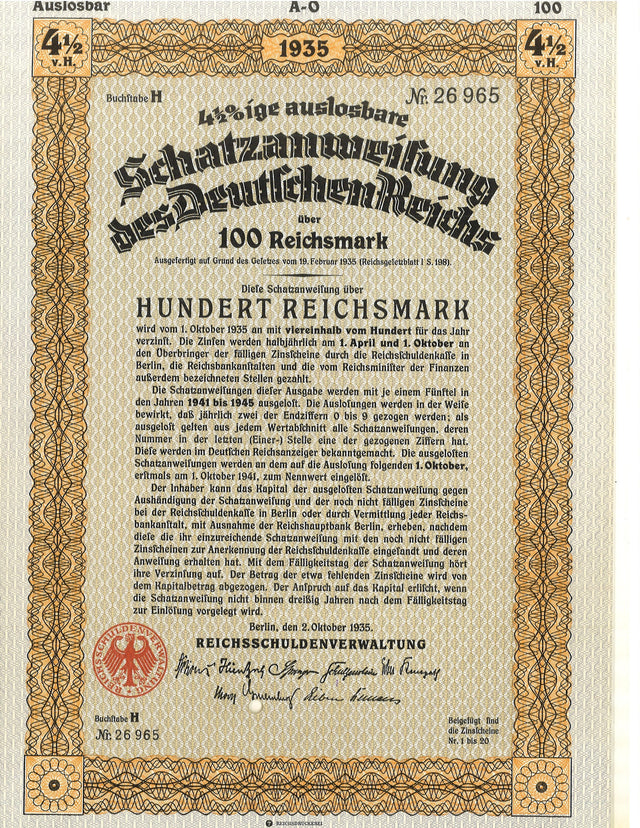 Auslosbar A-O 100
4½ v. H. 1935 4½ v. H.
Buchſtabe H Nr. 26 965
4½%ige auslosbare
Schatzanweiſung
des Deutſchen Reichs
über
100 Reichsmark
Ausgefertigt auf Grund des Geſetzes vom 19. Februar 1935 (Reichsgeſetzblatt I S. 198).
Dieſe Schatzanweiſung über
HUNDERT REICHSMARK
wird vom 1. Oktober 1935 an mit viereinhalb vom Hundert für das Jahr
verzinſt. Die Zinſen werden halbjährlich am 1. April und 1. Oktober an
den Überbringer der fälligen Zinsſcheine durch die Reichsſchuldenkaſſe in
Berlin, die Reichsbankanſtalten und die vom Reichsminiſter der Finanzen
außerdem bezeichneten Stellen gezahlt.
Die Schatzanweiſungen dieſer Ausgabe werden mit je einem Fünftel in
den Jahren 1941 bis 1945 ausgeloſt. Die Ausloſungen werden in der Weiſe
bewirkt, daß jährlich zwei der Endziffern 0 bis 9 gezogen werden; als
ausgeloſt gelten aus jedem Wertabſchnitt alle Schatzanweiſungen, deren
Nummer in der letzten (Einer-) Stelle eine der gezogenen Ziffern hat.
Dieſe werden im Deutſchen Reichsanzeiger bekanntgemacht. Die ausgeloſten
Schatzanweiſungen werden an dem auf die Ausloſung folgenden 1. Oktober,
erſtmals am 1. Oktober 1941, zum Nennwert eingelöſt.
Der Inhaber kann das Kapital der ausgeloſten Schatzanweiſung gegen
Aushändigung der Schatzanweiſung und der noch nicht fälligen Zinsſcheine
bei der Reichsſchuldenkaſſe in Berlin oder durch Vermittlung jeder Reichs-
bankanſtalt, mit Ausnahme der Reichshauptbank Berlin, erheben, nachdem
dieſe die ihr einzureichende Schatzanweiſung mit den noch nicht fälligen
Zinsſcheinen zur Anerkennung der Reichsſchuldenkaſſe eingeſandt und deren
Anweiſung erhalten hat. Mit dem Fälligkeitstag der Schatzanweiſung hört
ihre Verzinſung auf. Der Betrag der etwa fehlenden Zinsſcheine wird von
dem Kapitalbetrag abgezogen. Der Anſpruch auf das Kapital erliſcht, wenn
die Schatzanweiſung nicht binnen dreißig Jahren nach dem Fälligkeitstag
zur Einlöſung vorgelegt wird.
Berlin, den 2. Oktober 1935.
REICHSSCHULDENVERWALTUNG
REICHSSCHULDENVERWALTUNG
Buchſtabe H
Nr. 26 965
Beigefügt ſind
die Zinsſcheine
Nr. 1 bis 20
REICHSDRUCKEREI